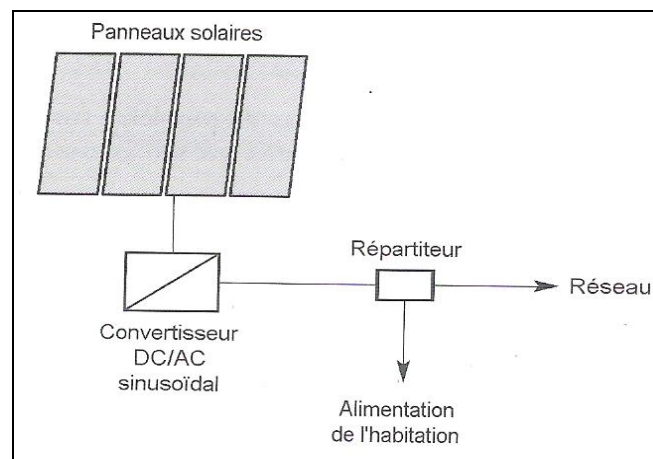 Panneaux solaires
Répartiteur
Réseau
Convertisseur
DC/AC
sinusoïdal
Alimentation
de l'habitation